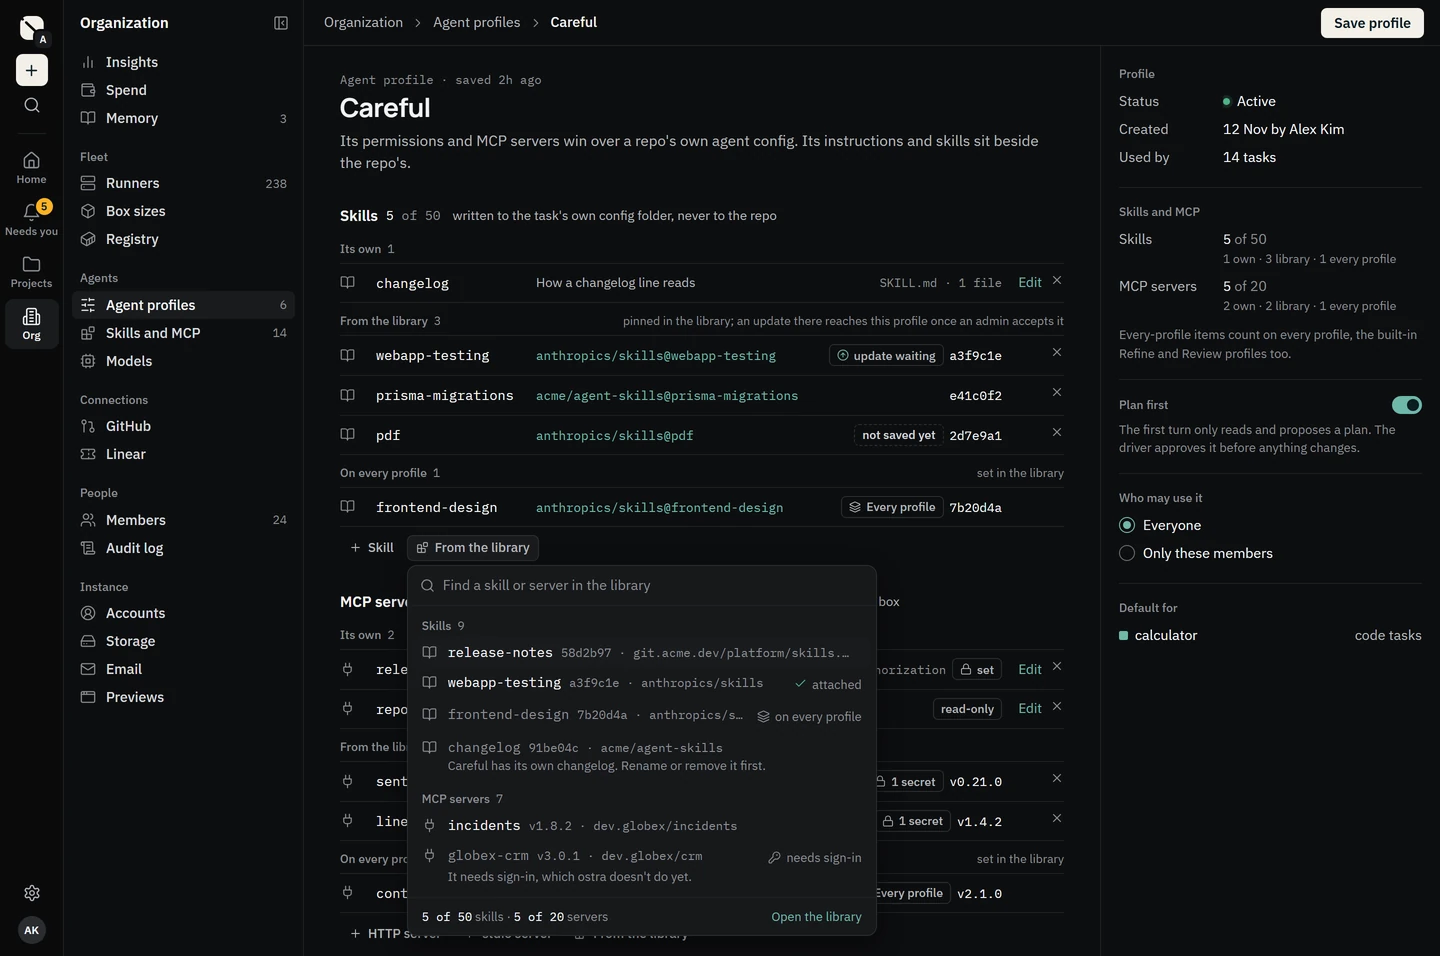 A
Home
5
Needs you
Projects
Org
AK
Organization
Insights
Spend
Memory 3
Fleet
Runners 238
Box sizes
Registry
Agents
Agent profiles 6
Skills and MCP 14
Models
Connections
GitHub
Linear
People
Members 24
Audit log
Instance
Accounts
Storage
Email
Previews
Organization > Agent profiles > Careful
Save profile
Agent profile · saved 2h ago
Careful
Its permissions and MCP servers win over a repo's own agent config. Its instructions and skills sit beside
the repo's.
Skills 5 of 50 written to the task's own config folder, never to the repo
Its own 1
changelog How a changelog line reads SKILL.md · 1 file Edit
From the library 3 pinned in the library; an update there reaches this profile once an admin accepts it
webapp-testing anthropics/skills@webapp-testing update waiting a3f9c1e
prisma-migrations acme/agent-skills@prisma-migrations e41c0f2
pdf anthropics/skills@pdf not saved yet 2d7e9a1
On every profile 1 set in the library
frontend-design anthropics/skills@frontend-design Every profile 7b20d4a
+ Skill From the library
Find a skill or server in the library
Skills 9
release-notes 58d2b97 · git.acme.dev/platform/skills.…
webapp-testing a3f9c1e · anthropics/skills attached
frontend-design 7b20d4a · anthropics/s… on every profile
changelog 91be04c · acme/agent-skills
Careful has its own changelog. Rename or remove it first.
MCP servers 7
incidents v1.8.2 · dev.globex/incidents
globex-crm v3.0.1 · dev.globex/crm needs sign-in
It needs sign-in, which ostra doesn't do yet.
5 of 50 skills · 5 of 20 servers Open the library
MCP box
Its own 2
set Edit
read-only Edit
From the
1 secret v0.21.0
1 secret v1.4.2
On every set in the library
Every profile v2.1.0
+ HTTP
Profile
Status Active
Created 12 Nov by Alex Kim
Used by 14 tasks
Skills and MCP
Skills 5 of 50
1 own · 3 library · 1 every profile
MCP servers 5 of 20
2 own · 2 library · 1 every profile
Every-profile items count on every profile, the built-in
Refine and Review profiles too.
Plan first
The first turn only reads and proposes a plan. The
driver approves it before anything changes.
Who may use it
Everyone
Only these members
Default for
calculator code tasks